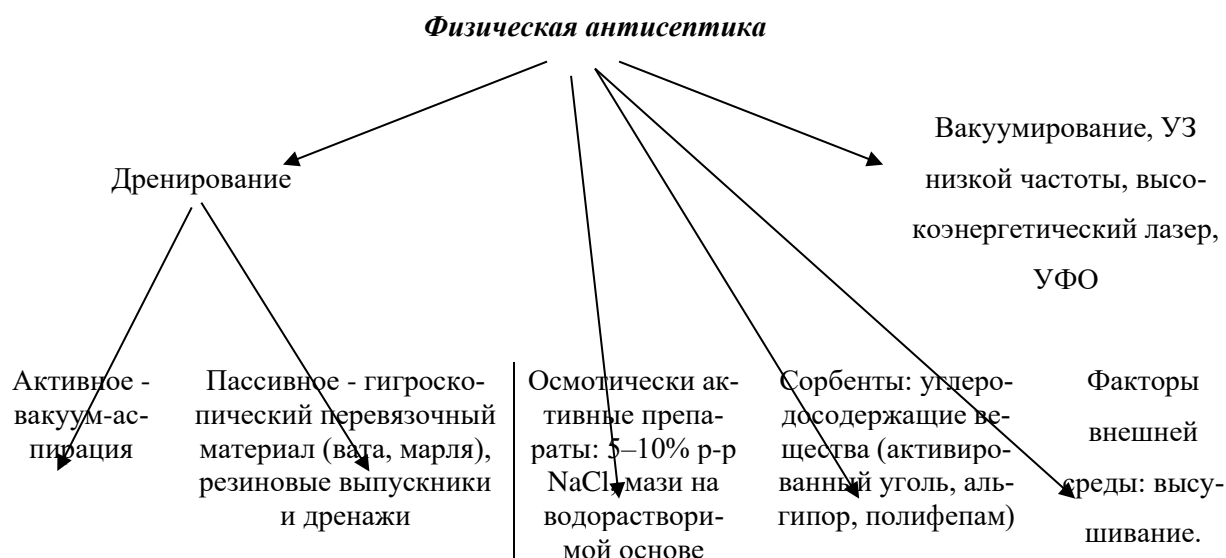 Физическая антисептика
Вакуумирование, УЗ
низкой частоты, высо-
коэнергетический лазер,
УФО
Дренирование
Активное -
вакуум-ас-
пирация
Пассивное - гигроско-
пический перевязочный
материал (вата, марля),
резиновые выпускники
и дренажи
Осмотически ак-
тивные препа-
раты: 5–10% р-р
NaCl, мази на
водораствори-
мой основе
Сорбенты: углеро-
досодержащие ве-
щества (активиро-
ванный уголь, аль-
гипор, полифепам)
Факторы
внешней
среды: высу-
шивание.